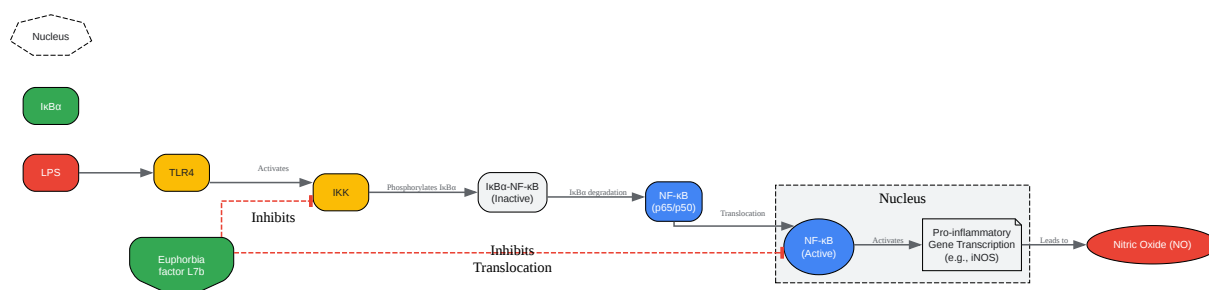 Nucleus
IκBα
LPS
TLR4
Activates
IKK
Phosphorylates IκBα
IκBα-NF-κB
(Inactive)
IκBα degradation
NF-κB
(p65/p50)
Translocation
Nucleus
NF-κB
(Active)
Activates
Pro-inflammatory
Gene Transcription
(e.g., iNOS)
Leads to
Nitric Oxide (NO)
Inhibits
Euphorbia
factor L7b
Inhibits
Translocation